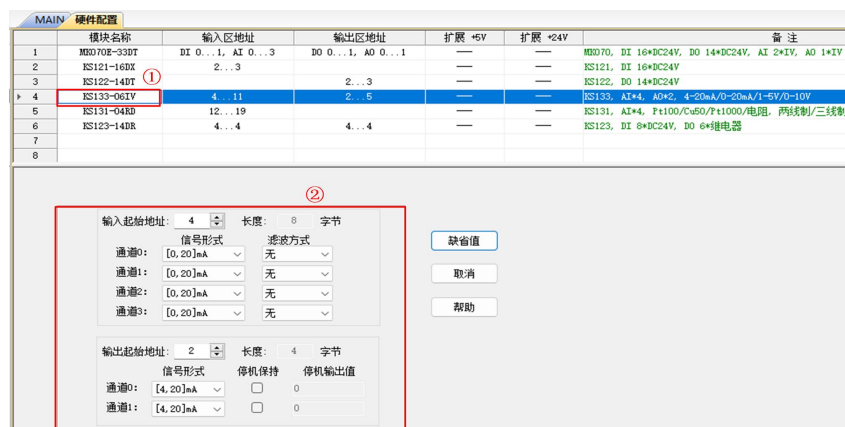 MAIN 硬件配置
模块名称 输入区地址 输出区地址 扩展 +5V 扩展 +24V 备 注
1 MK070E-33DT DI 0...1, AI 0...3 DO 0...1, AO 0...1 —— —— MK070, DI 16*DC24V, DO 14*DC24V, AI 2*IV, AO 1*IV
2 KS121-16DX 2...3 —— —— KS121, DI 16*DC24V
3 KS122-14DT ① 2...3 —— —— KS122, DO 14*DC24V
4 KS133-06IV 4...11 2...5 —— —— KS133, AI*4, AO*2, 4-20mA/0-20mA/1-5V/0-10V
5 KS131-04RD 12...19 —— —— KS131, AI*4, Pt100/Cu50/Pt1000/电阻, 两线制/三线制
6 KS123-14DR 4...4 4...4 —— —— KS123, DI 8*DC24V, DO 6*继电器
7
8
②
输入起始地址: 4 长度: 8 字节
信号形式 滤波方式
通道0: [0,20]mA 无
通道1: [0,20]mA 无
通道2: [0,20]mA 无
通道3: [0,20]mA 无
缺省值
取消
帮助
输出起始地址: 2 长度: 4 字节
信号形式 停机保持 停机输出值
通道0: [4,20]mA 0
通道1: [4,20]mA 0